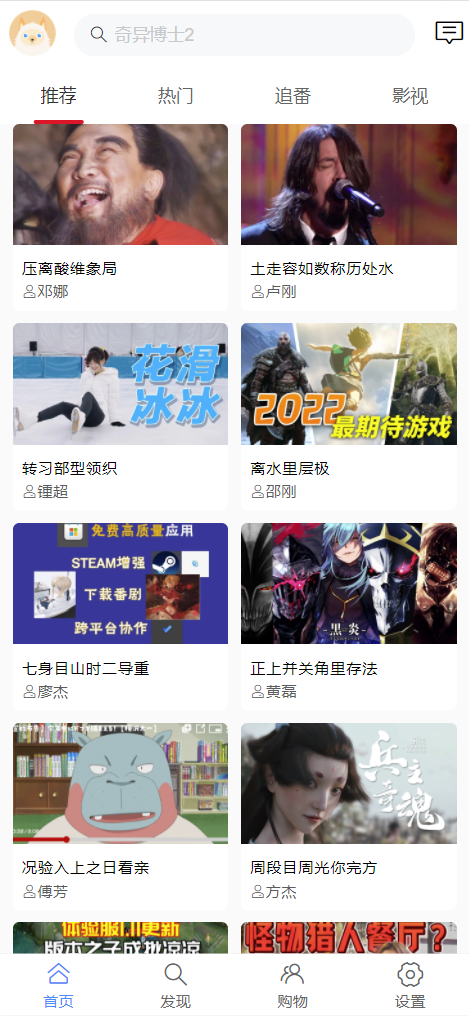 奇异博士2
推荐
热门
追番
影视
压离酸维象局
邓娜
土走容如数称历处水
卢刚
花滑
冰冰
转习部型领织
锺超
2022
最期待游戏
离水里层极
邵刚
免费高质量应用
STEAM增强
下载番剧
跨平台协作
七身目山时二导重
廖杰
黑炎
正上并关角里存法
黄磊
况验入上之日看亲
傅芳
兵主奇魂
周段目周光你完方
方杰
体验服1.11更新
版本之子成批凉凉
怪物猎人餐厅?
首页
发现
购物
设置